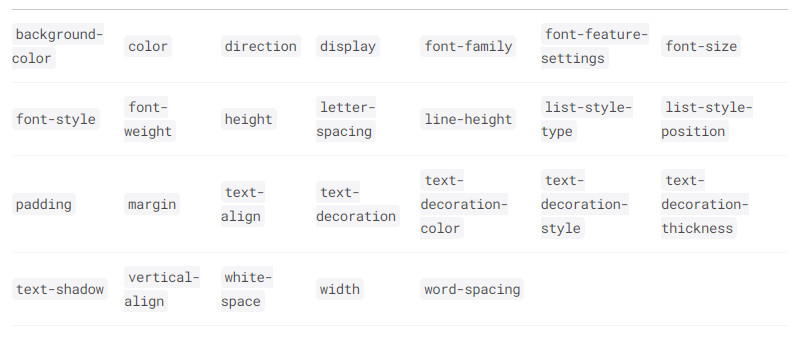 background-color color direction display font-family font-feature-settings font-size
font-style font-weight height letter-spacing line-height list-style-type list-style-position
padding margin text-align text-decoration text-decoration-color text-decoration-style text-decoration-thickness
text-shadow vertical-align white-space width word-spacing